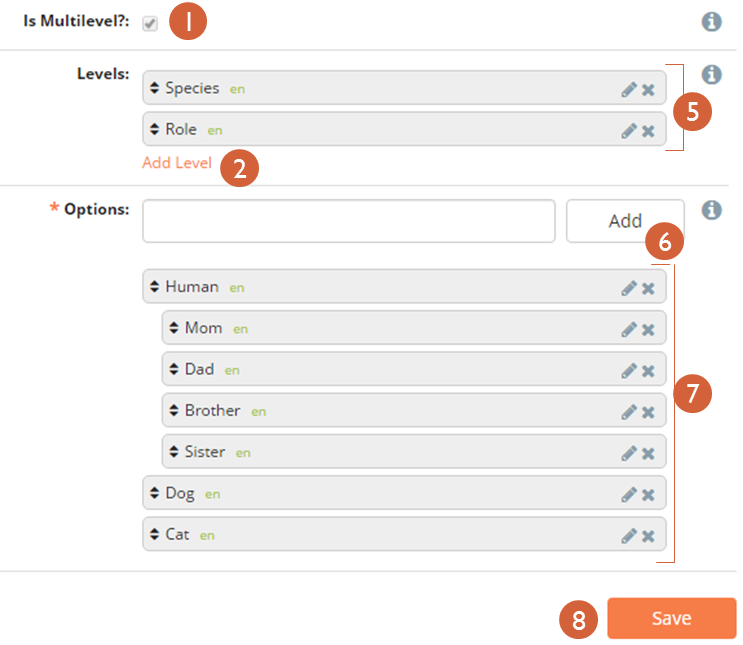 Is Multilevel?: 1
Levels:
Species en
5
Role en
Add Level 2
* Options:
Add
6
Human en
Mom en
Dad en
7
Brother en
Sister en
Dog en
Cat en
8 Save